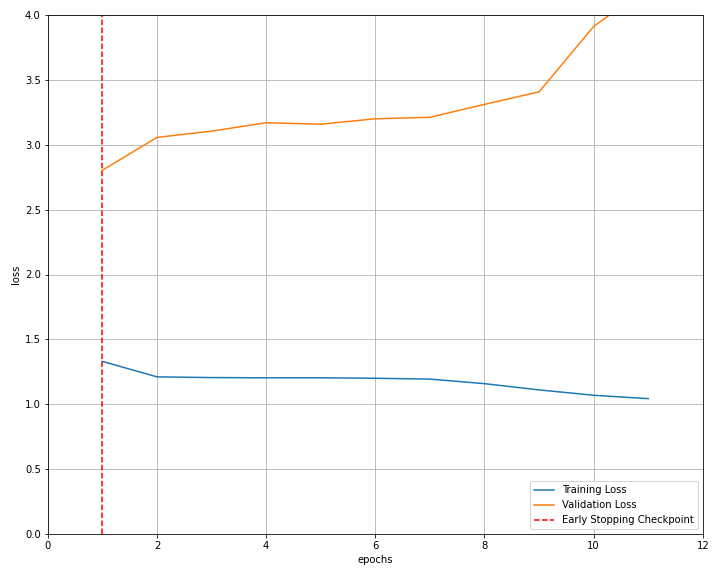 4.0
3.5
3.0
2.5
2.0
1.5
1.0
0.5
0.0
loss
0 2 4 6 8 10 12
epochs
Training Loss
Validation Loss
Early Stopping Checkpoint